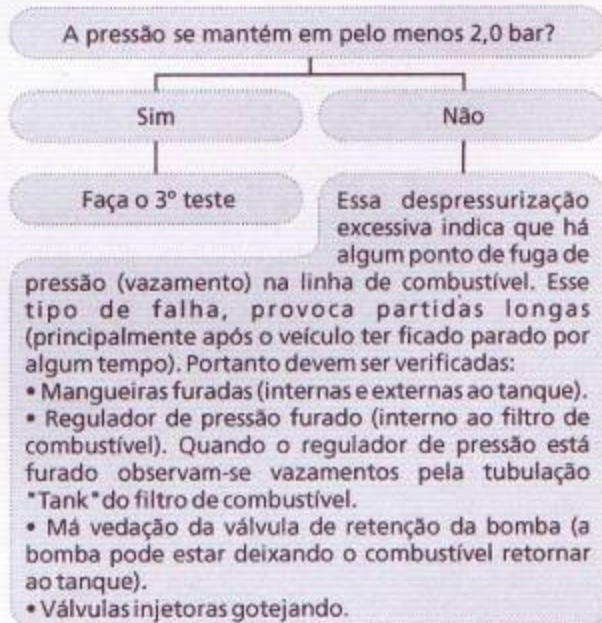 A pressão se mantém em pelo menos 2,0 bar?
Sim
Não
Faça o 3º teste
Essa despressurização
excessiva indica que há
algum ponto de fuga de
pressão (vazamento) na linha de combustível. Esse
tipo de falha, provoca partidas longas
(principalmente após o veículo ter ficado parado por
algum tempo). Portanto devem ser verificadas:
• Mangueiras furadas (internas e externas ao tanque).
• Regulador de pressão furado (interno ao filtro de
combustível). Quando o regulador de pressão está
furado observam-se vazamentos pela tubulação
"Tank" do filtro de combustível.
• Má vedação da válvula de retenção da bomba (a
bomba pode estar deixando o combustível retornar
ao tanque).
• Válvulas injetoras gotejando.